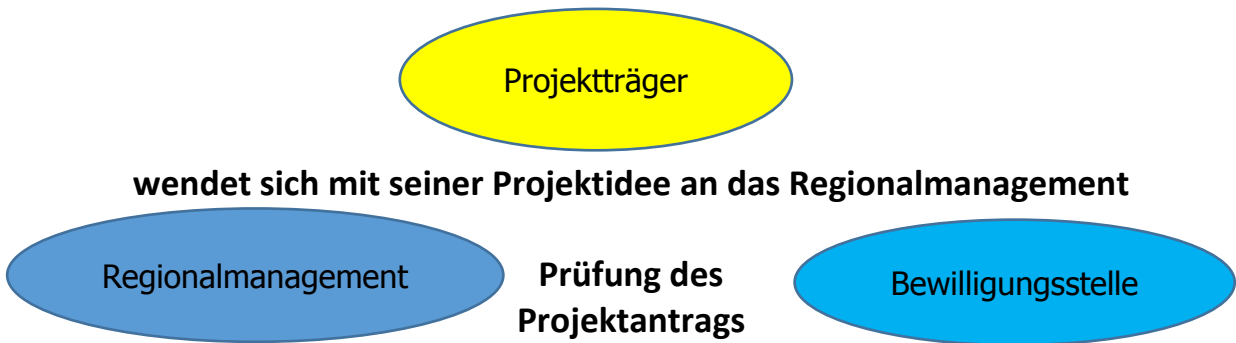 Projektträger
wendet sich mit seiner Projektidee an das Regionalmanagement
Regionalmanagement
Prüfung des
Projektantrags
Bewilligungsstelle